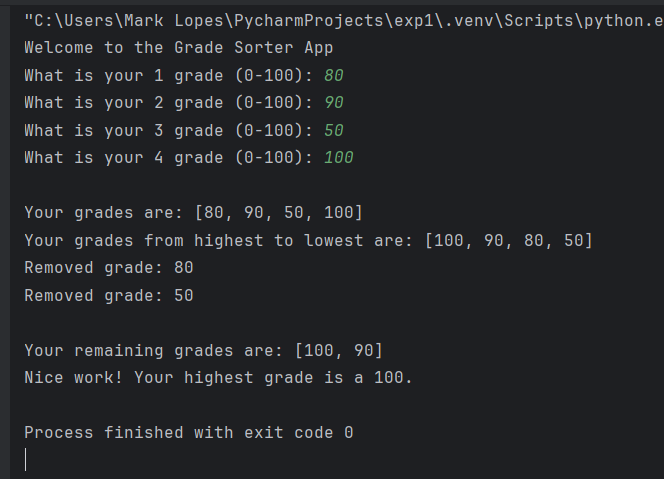 "C:\Users\Mark Lopes\PycharmProjects\exp1\.venv\Scripts\python.e
Welcome to the Grade Sorter App
What is your 1 grade (0-100): 80
What is your 2 grade (0-100): 90
What is your 3 grade (0-100): 50
What is your 4 grade (0-100): 100
Your grades are: [80, 90, 50, 100]
Your grades from highest to lowest are: [100, 90, 80, 50]
Removed grade: 80
Removed grade: 50
Your remaining grades are: [100, 90]
Nice work! Your highest grade is a 100.
Process finished with exit code 0